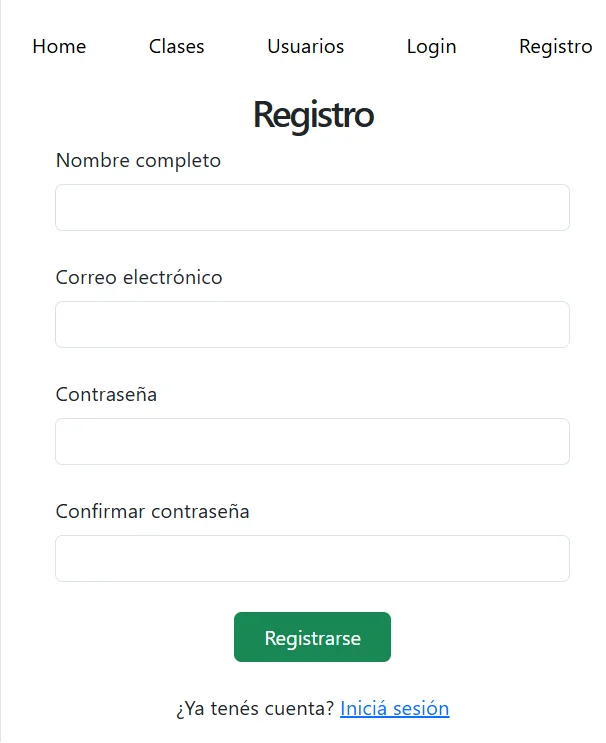 Home Clases Usuarios Login Registro
Registro
Nombre completo
Correo electrónico
Contraseña
Confirmar contraseña
Registrarse
¿Ya tenés cuenta? Iniciá sesión